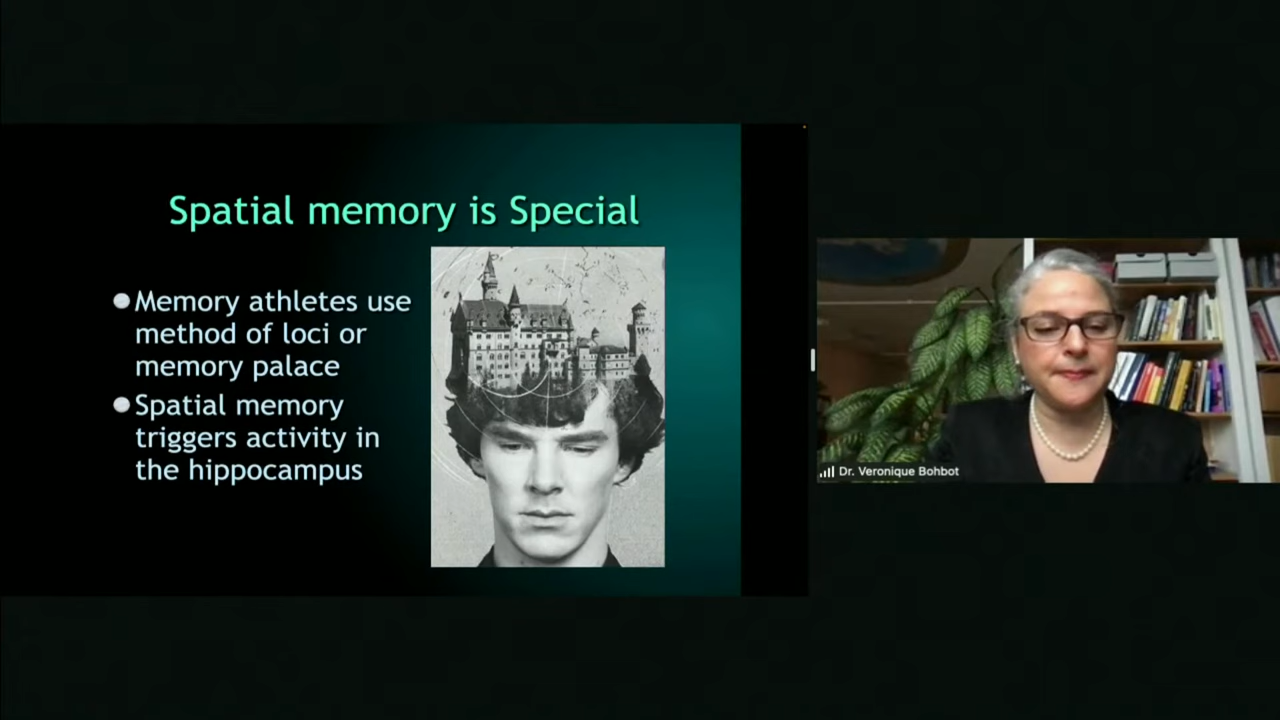 Spatial memory is Special
Memory athletes use
method of loci or
memory palace
Spatial memory
triggers activity in
the hippocampus
Dr. Veronique Bohbot